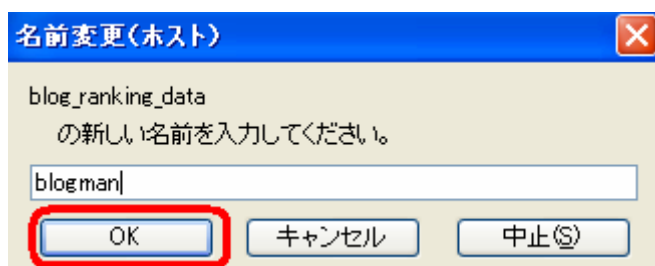 名前変更(ホスト)
blog_ranking_data
の新しい名前を入力してください。
blogman
OK キャンセル 中止(S)